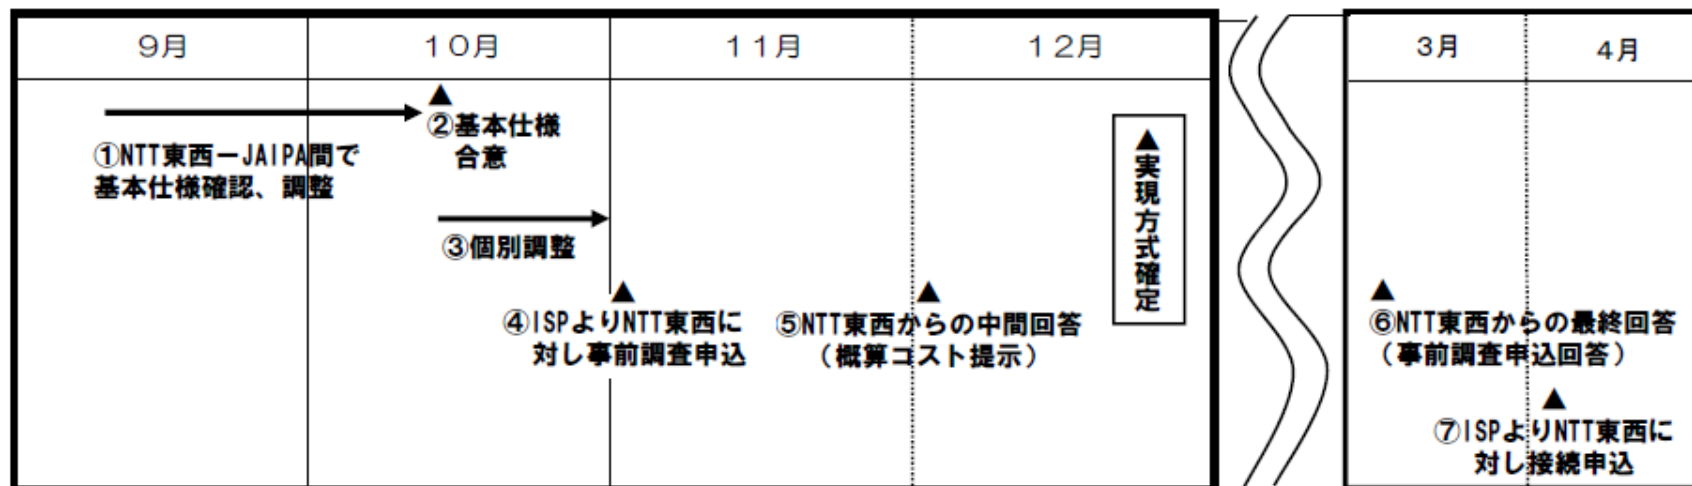 9月
10月
11月
12月
3月
4月
①NTT東西ーJAIPA間で
基本仕様確認、調整
▲
②基本仕様
合意
③個別調整
▲
④ISPよりNTT東西に
対し事前調査申込
▲
⑤NTT東西からの中間回答
（概算コスト提示）
▲実現方式確定
▲
⑥NTT東西からの最終回答
（事前調査申込回答）
▲
⑦ISPよりNTT東西に
対し接続申込